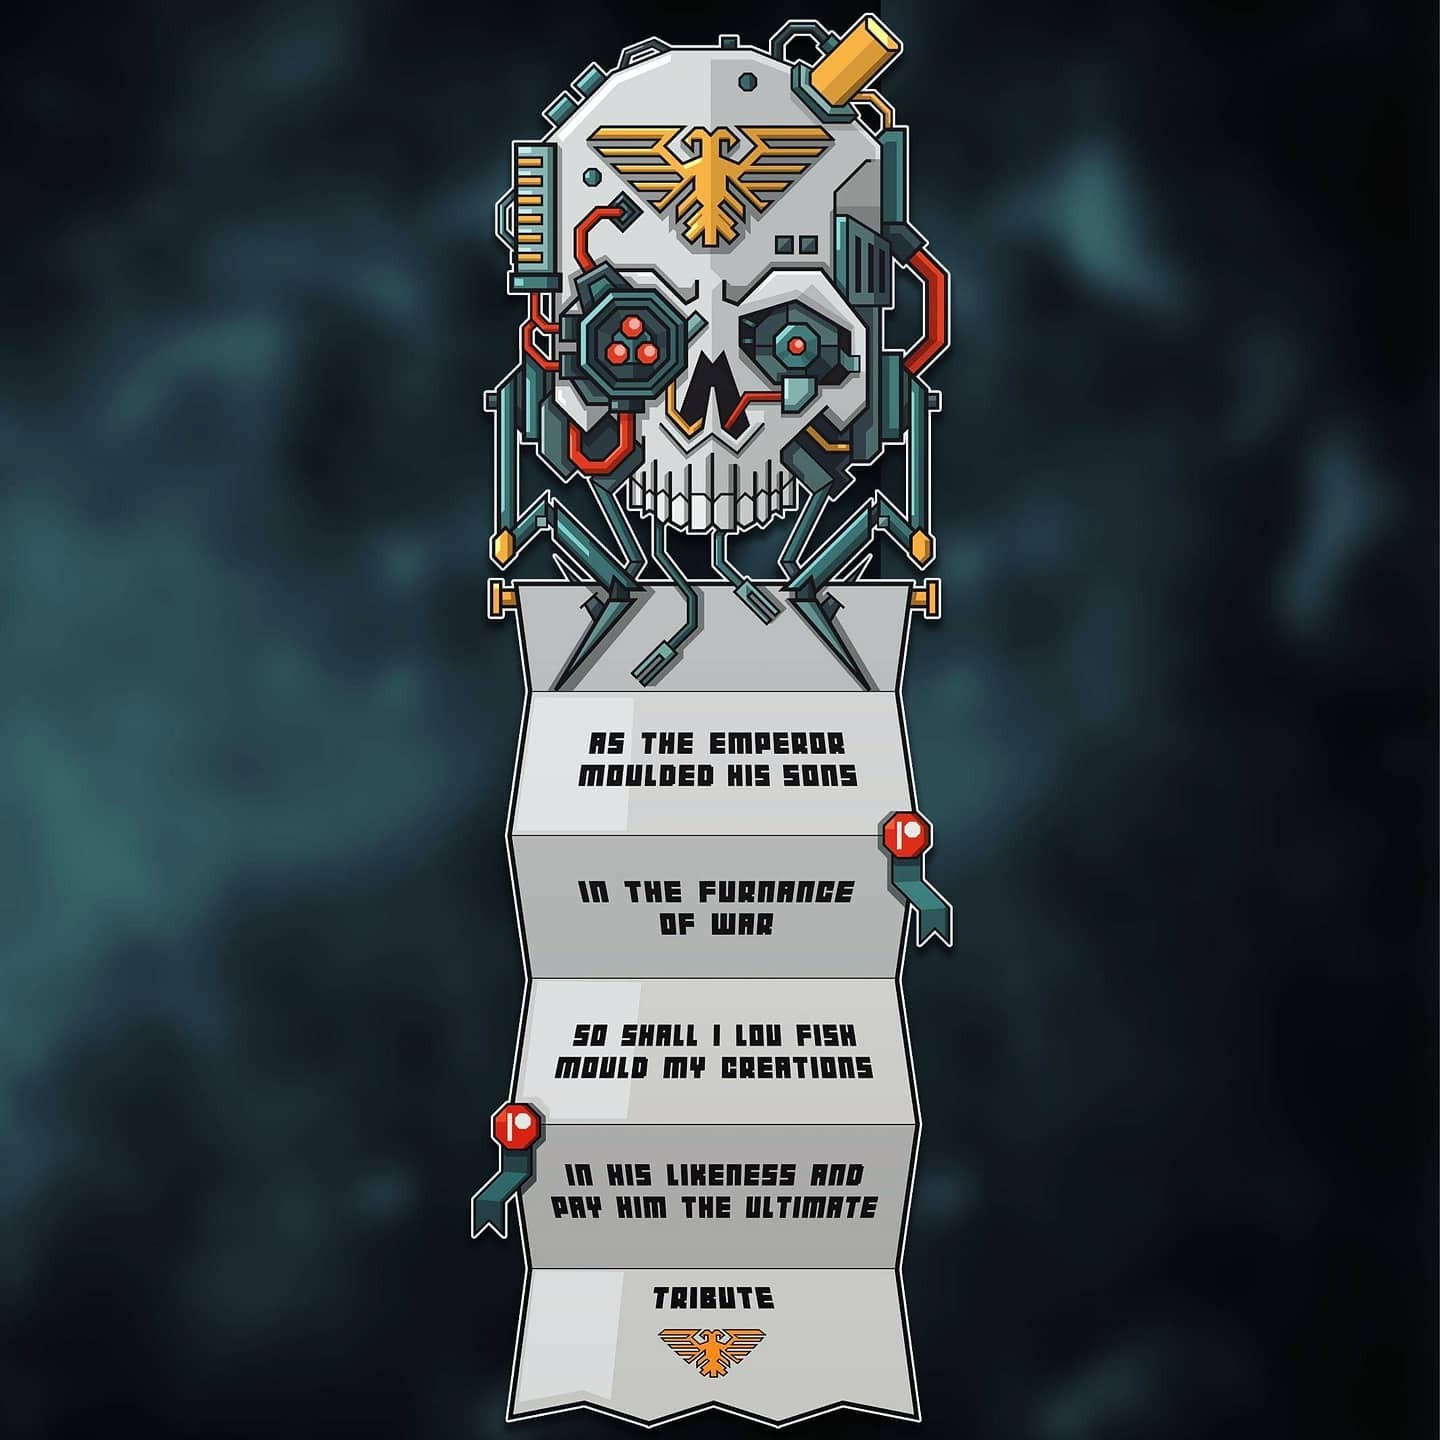 AS THE EMPEROR
MOULDED HIS SONS
IN THE FURNANCE
OF WAR
SO SHALL I LOU FISH
MOULD MY CREATIONS
IN HIS LIKENESS AND
PAY HIM THE ULTIMATE
TRIBUTE